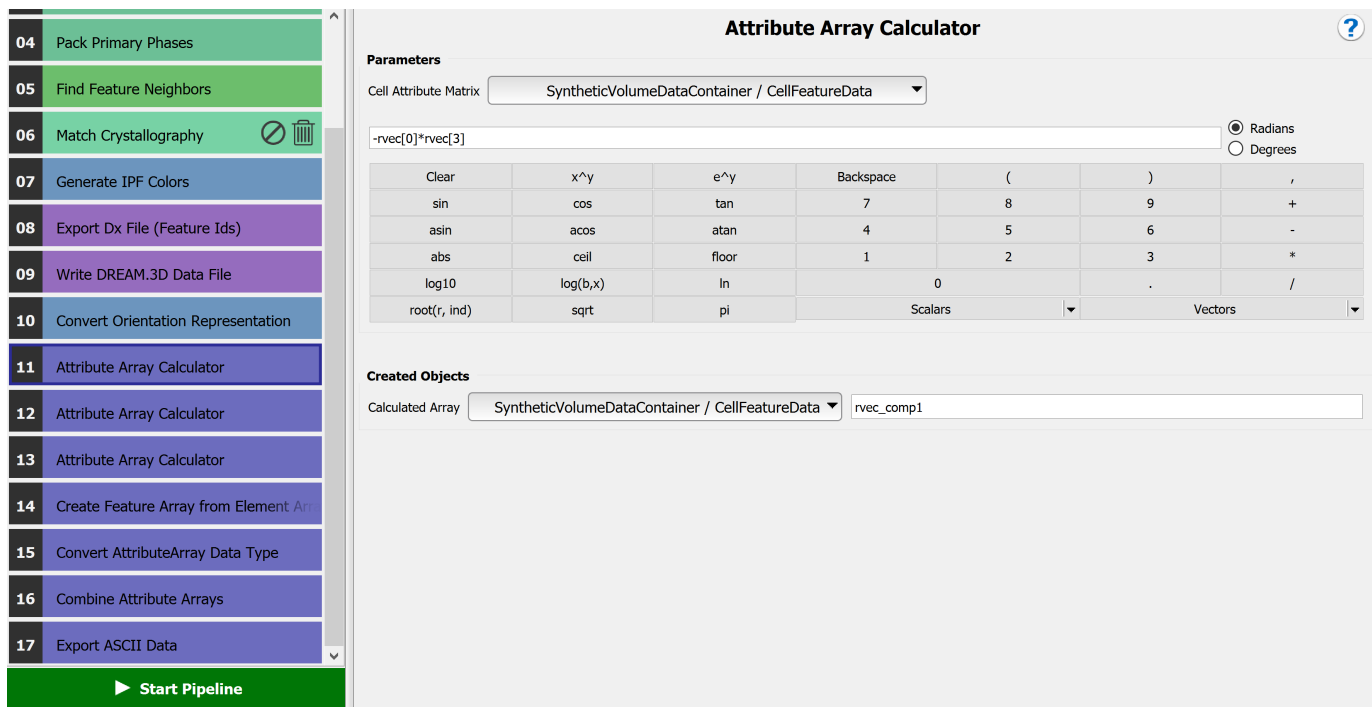 04 Pack Primary Phases
05 Find Feature Neighbors
06 Match Crystallography
07 Generate IPF Colors
08 Export Dx File (Feature Ids)
09 Write DREAM.3D Data File
10 Convert Orientation Representation
11 Attribute Array Calculator
12 Attribute Array Calculator
13 Attribute Array Calculator
14 Create Feature Array from Element Arr
15 Convert AttributeArray Data Type
16 Combine Attribute Arrays
17 Export ASCII Data
Start Pipeline
Attribute Array Calculator
?
Parameters
Cell Attribute Matrix SyntheticVolumeDataContainer / CellFeatureData
-rvec[0]*rvec[3]
Radians
Degrees
Clear x^y e^y Backspace ( ) ,
sin cos tan 7 8 9 +
asin acos atan 4 5 6 -
abs ceil floor 1 2 3 *
log10 log(b,x) ln 0 . /
root(r, ind) sqrt pi Scalars Vectors
Created Objects
Calculated Array SyntheticVolumeDataContainer / CellFeatureData rvec_comp1